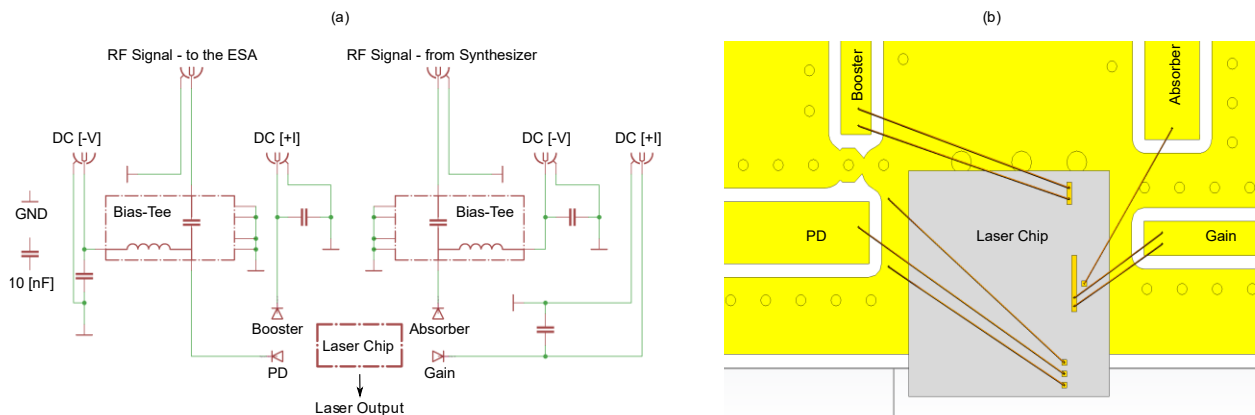 (a)
RF Signal - to the ESA
RF Signal - from Synthesizer
DC [-V]
DC [+I]
DC [-V]
DC [+I]
GND
Bias-Tee
Bias-Tee
10 [nF]
Booster
Absorber
Laser Chip
PD
Gain
Laser Output
(b)
Booster
Absorber
PD
Laser Chip
Gain